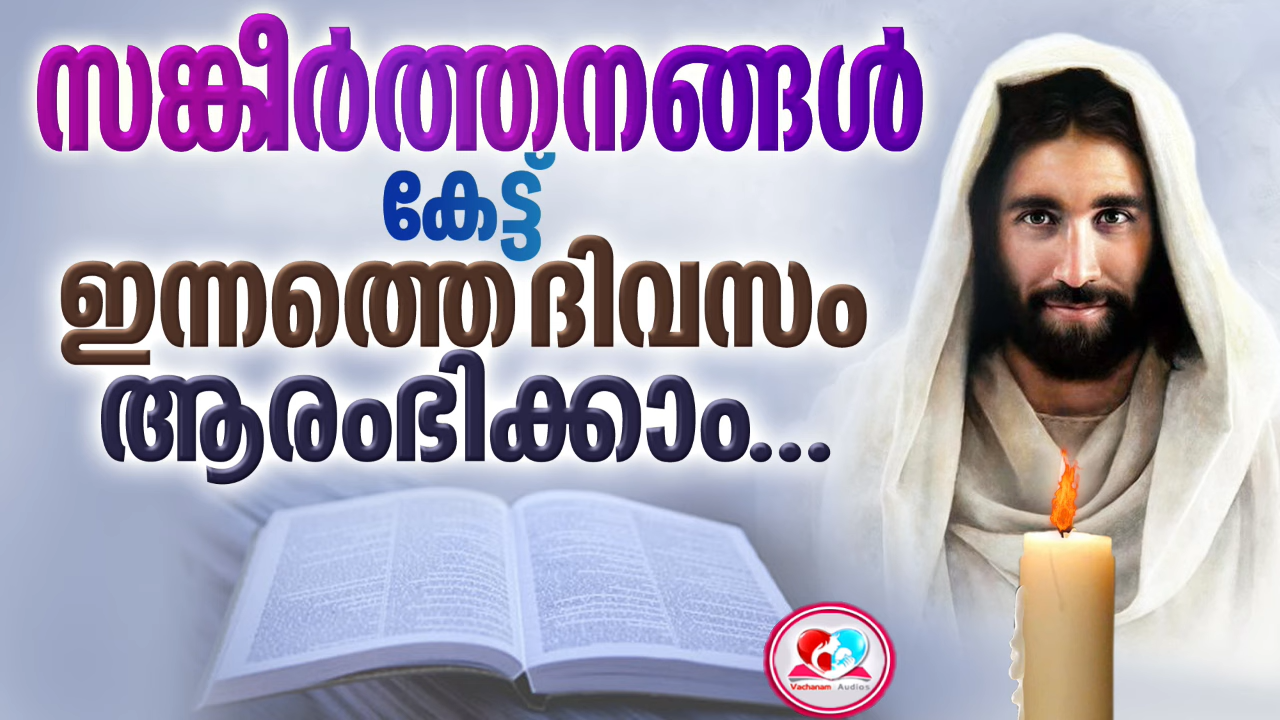 സങ്കീർത്തനങ്ങൾ
കേട്ട്
ഇന്നത്തെ ദിവസം
ആരംഭിക്കാം...
Vachanam Audios